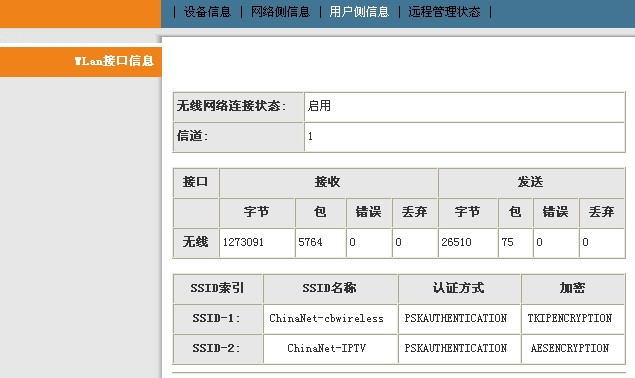 | 设备信息 | 网络侧信息 | 用户侧信息 | 远程管理状态 |
WLan接口信息
无线网络连接状态: 启用
信道: 1
接口 接收 发送
字节 包 错误 丢弃 字节 包 错误 丢弃
无线 1273091 5764 0 0 26510 75 0 0
SSID索引 SSID名称 认证方式 加密
SSID-1: ChinaNet-cbwireless PSKAUTHENTICATION TKIPENCRYPTION
SSID-2: ChinaNet-IPTV PSKAUTHENTICATION AESENCRYPTION